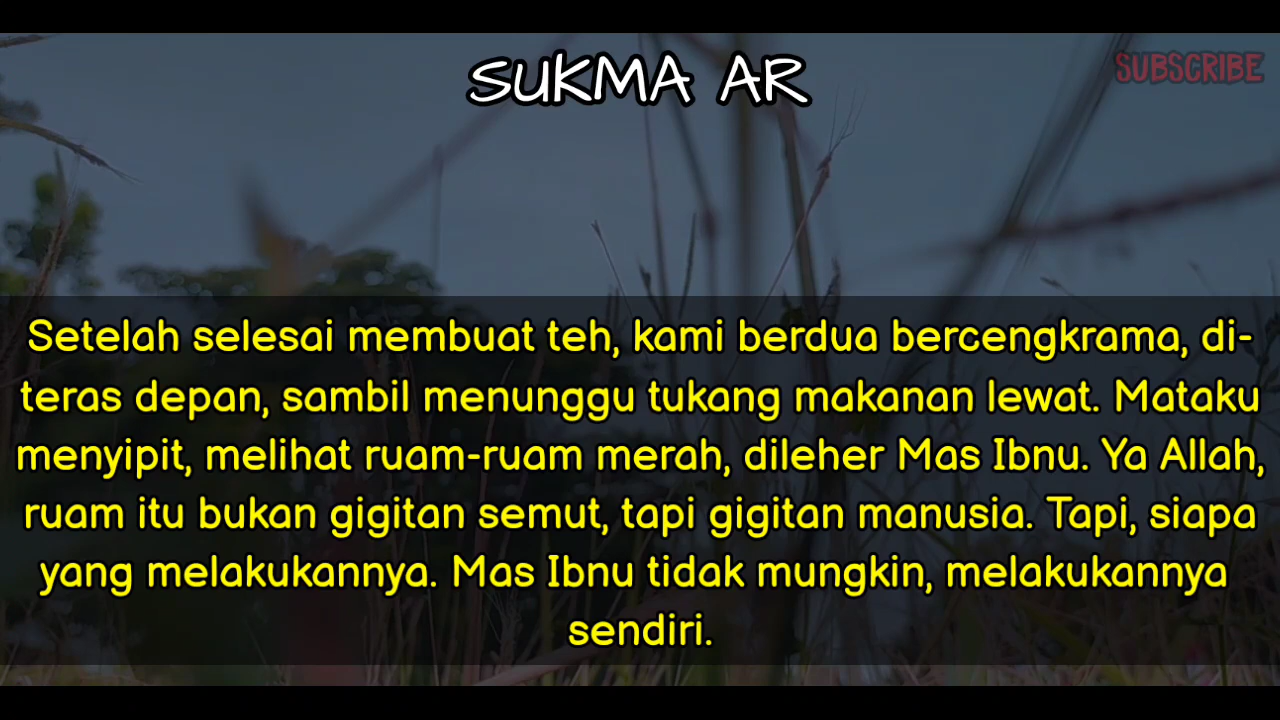 SUKMA AR
SUBSCRIBE
Setelah selesai membuat teh, kami berdua bercengkrama, di-
teras depan, sambil menunggu tukang makanan lewat. Mataku
menyipit, melihat ruam-ruam merah, dileher Mas Ibnu. Ya Allah,
ruam itu bukan gigitan semut, tapi gigitan manusia. Tapi, siapa
yang melakukannya. Mas Ibnu tidak mungkin, melakukannya
sendiri.